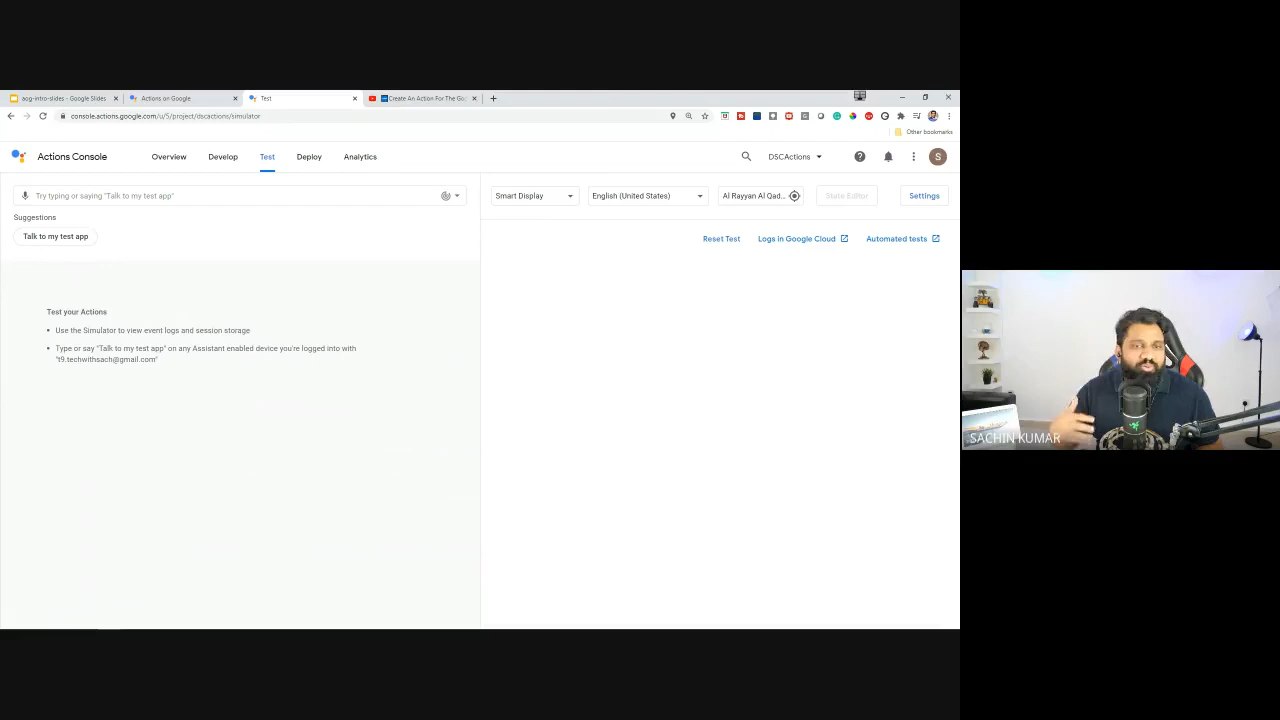 aog-intro-slides - Google Slides
Actions on Google
Test
Create An Action For The Goo
console.actions.google.com/u/5/project/dscactions/simulator
Other bookmarks
Actions Console
Overview
Develop
Test
Deploy
Analytics
DSCActions
S
Try typing or saying "Talk to my test app"
Smart Display
English (United States)
Al Rayyan Al Qad...
State Editor
Settings
Suggestions
Talk to my test app
Reset Test
Logs in Google Cloud
Automated tests
Test your Actions
Use the Simulator to view event logs and session storage
Type or say "Talk to my test app" on any Assistant enabled device you're logged into with
"t9.techwithsach@gmail.com"
SACHIN KUMAR